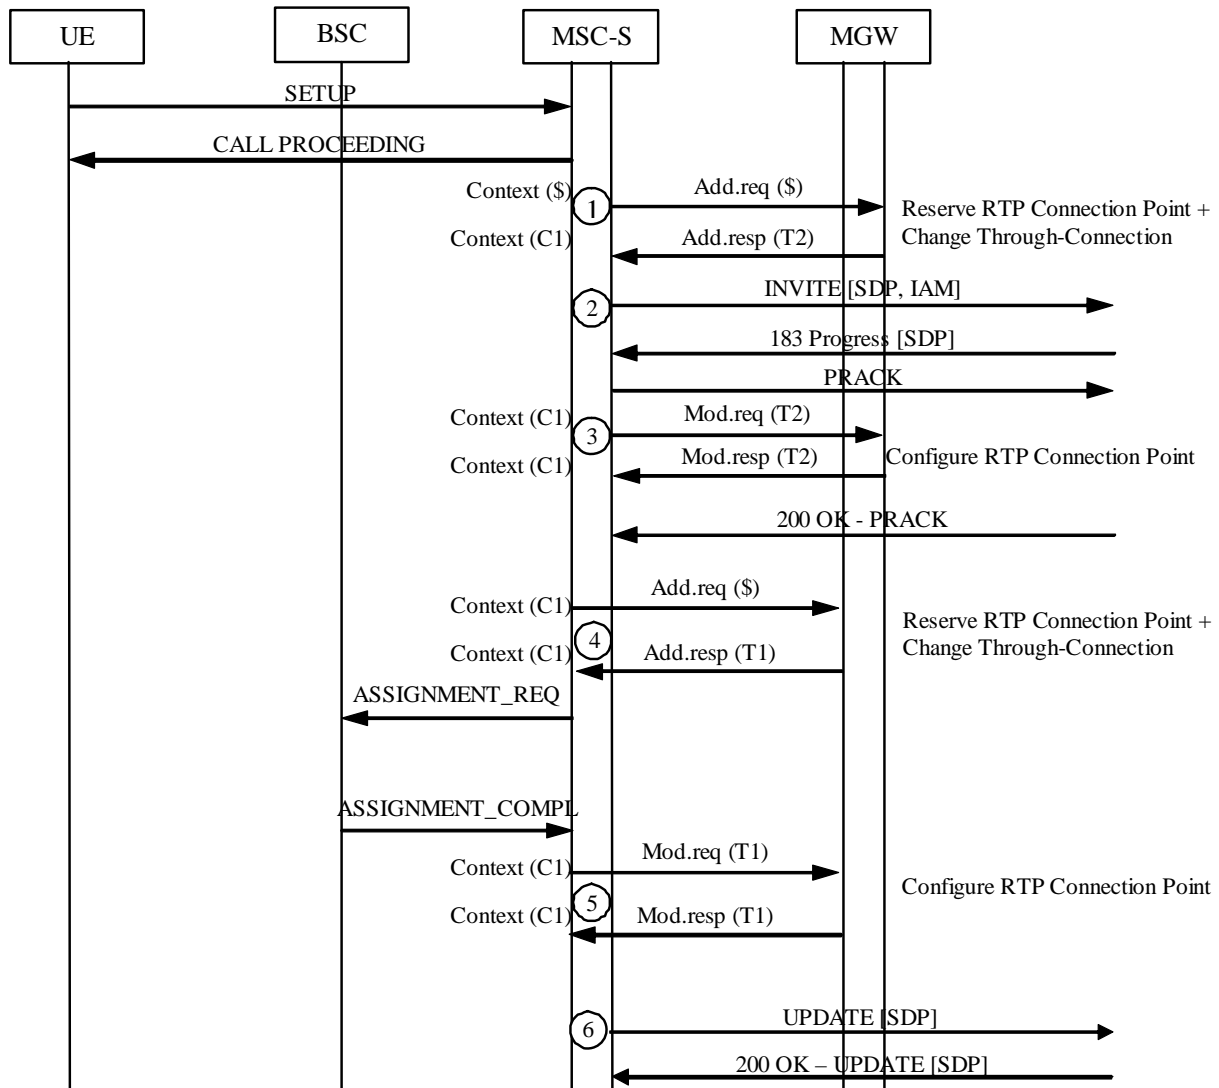 UE
BSC
MSC-S
MGW
SETUP
CALL PROCEEDING
Context ($)
1
Add.req ($)
Reserve RTP Connection Point +
Change Through-Connection
Context (C1)
Add.resp (T2)
INVITE [SDP, IAM]
2
183 Progress [SDP]
PRACK
Context (C1)
3
Mod.req (T2)
Context (C1)
Mod.resp (T2)
Configure RTP Connection Point
200 OK - PRACK
Context (C1)
Add.req ($)
Reserve RTP Connection Point +
Change Through-Connection
4
Context (C1)
Add.resp (T1)
ASSIGNMENT_REQ
ASSIGNMENT_COMPL
Context (C1)
Mod.req (T1)
Configure RTP Connection Point
5
Context (C1)
Mod.resp (T1)
6
UPDATE [SDP]
200 OK – UPDATE [SDP]